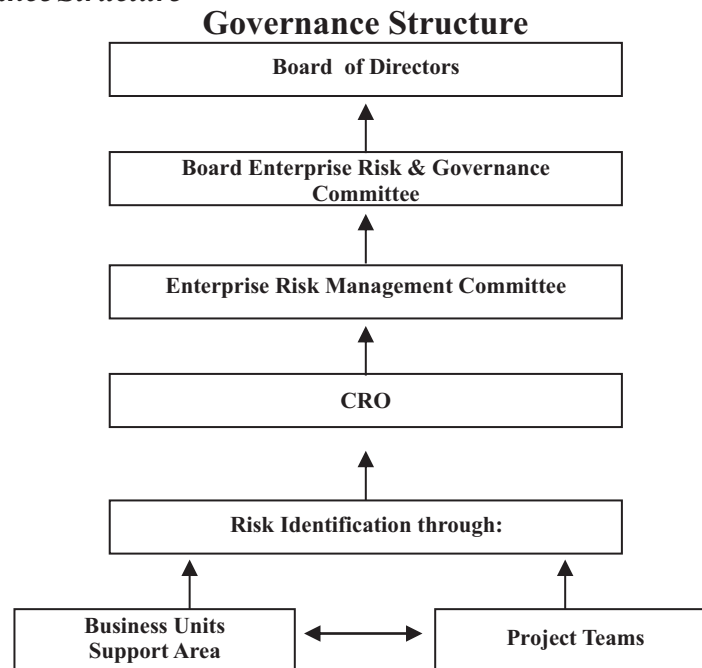 Governance Structure
Board of Directors
Board Enterprise Risk & Governance
Committee
Enterprise Risk Management Committee
CRO
Risk Identification through:
Business Units
Support Area
Project Teams